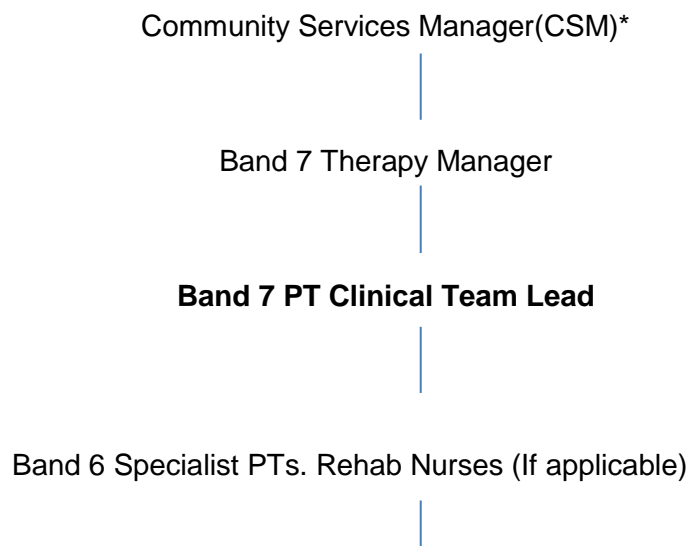 Community Services Manager(CSM)*
Band 7 Therapy Manager
Band 7 PT Clinical Team Lead
Band 6 Specialist PTs. Rehab Nurses (If applicable)